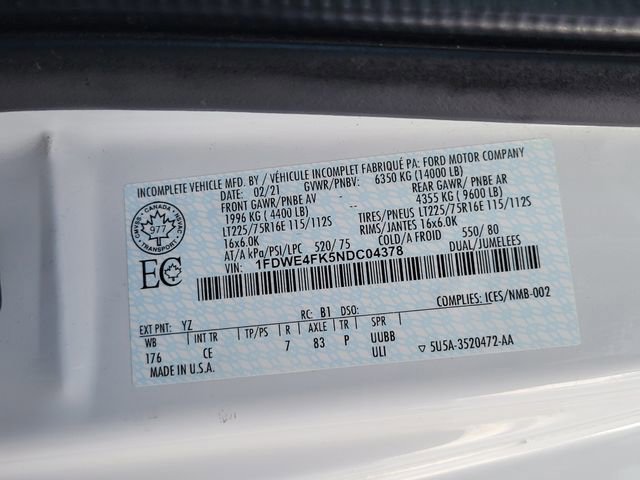 INCOMPLETE VEHICLE MFD. BY / VÉHICULE INCOMPLET FABRIQUÉ PA: FORD MOTOR COMPANY
DATE: 02/21 GVWR/PNBV: 6350 KG (14000 LB)
FRONT GAWR/PNBE AV -- -- REAR GAWR/ PNBE AR
1996 KG ( 4400 LB) 4355 KG ( 9600 LB)
LT225/75R16E 115/112S TIRES/PNEUS LT225/75R16E 115/112S
16x6.0K RIMS/JANTES 16x6.0K
AT/A kPa/PSI/LPC 520/ 75 COLD/A FROID 550/ 80
VIN: 1FDWE4FK5NDC04378 DUAL/JUMELEES
CMVSS CANADA NSVAC
977
TRANSPORT
EC
COMPLIES: ICES/NMB-002
RC: B1 DSO:
EXT PNT: YZ
WB INT TR TP/PS R AXLE TR SPR
176 CE 7 83 P UUBB
ULI
▽ 5U5A-3520472-AA
MADE IN U.S.A.